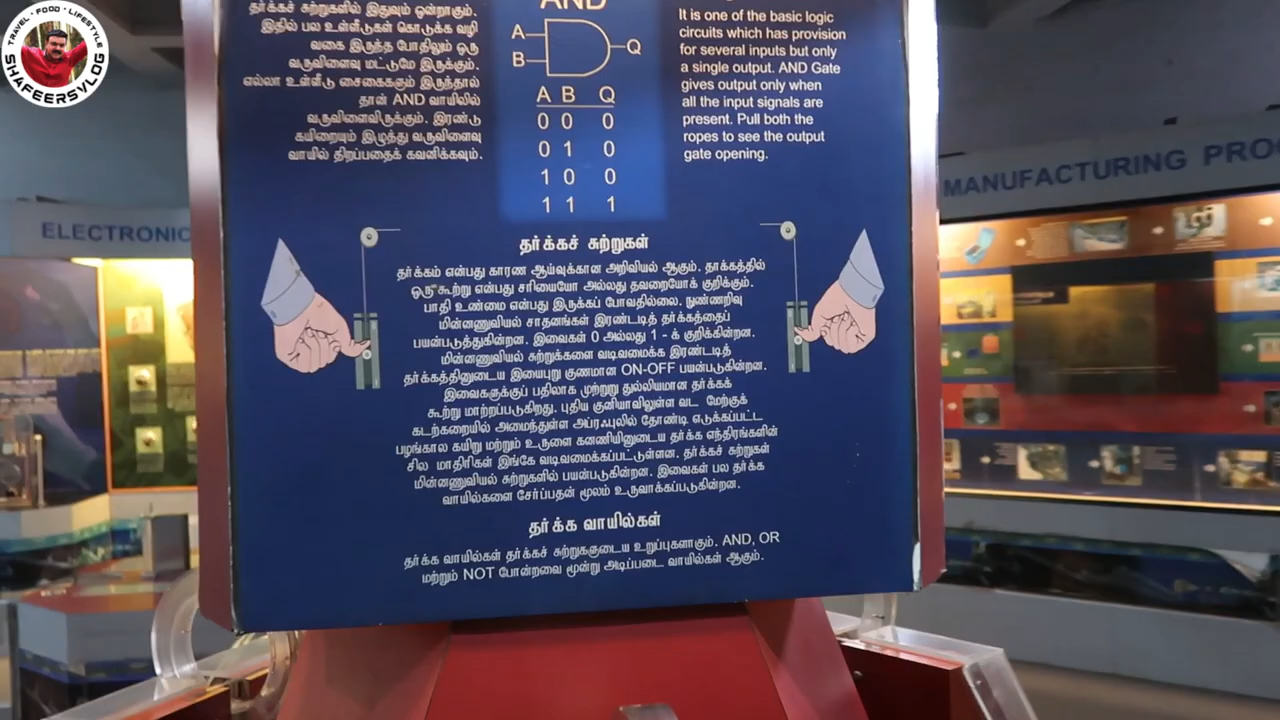 TRAVEL · FOOD · LIFESTYLE
SHAFEERSVLOG
தர்க்கச் சுற்றுகளில் இதுவும் ஒன்றாகும்.
இதில் பல உள்ளீடுகள் கொடுக்க வழி
வகை இருந்த போதிலும் ஒரு
வருவிளைவு மட்டுமே இருக்கும்.
எல்லா உள்ளீடு சைகைகளும் இருந்தால்
தான் AND வாயிலில்
வருவிளைவிருக்கும். இரண்டு
கயிறையும் இழுத்து வருவிளைவு
வாயில் திறப்பதைக் கவனிக்கவும்.
AND
A
B
Q
A B Q
0 0 0
0 1 0
1 0 0
1 1 1
It is one of the basic logic
circuits which has provision
for several inputs but only
a single output. AND Gate
gives output only when
all the input signals are
present. Pull both the
ropes to see the output
gate opening.
தர்க்கச் சுற்றுகள்
தர்க்கம் என்பது காரண ஆய்வுக்கான அறிவியல் ஆகும். தாக்கத்தில்
ஒரு கூற்று என்பது சரியையோ அல்லது தவறையோக் குறிக்கும்.
பாதி உண்மை என்பது இருக்கப் போவதில்லை. நுண்ணறிவு
மின்னணுவியல் சாதனங்கள் இரண்டடித் தர்க்கத்தைப்
பயன்படுத்துகின்றன. இவைகள் 0 அல்லது 1 - க் குறிக்கின்றன.
மின்னணுவியல் சுற்றுக்களை வடிவமைக்க இரண்டடித்
தர்க்கத்தினுடைய இயைபுறு குணமான ON-OFF பயன்படுகின்றன.
இவைகளுக்குப் பதிலாக முற்றுறு துல்லியமான தர்க்கக்
கூற்று மாற்றப்படுகிறது. புதிய குனியாவிலுள்ள வட மேற்குக்
கடற்கறையில் அமைந்துள்ள அப்ரஃபுலில் தோண்டி எடுக்கப்பட்ட
பழங்கால கயிறு மற்றும் உருளை கணணியினுடைய தர்க்க எந்திரங்களின்
சில மாதிரிகள் இங்கே வடிவமைக்கப்பட்டுள்ளன. தர்க்கச் சுற்றுகள்
மின்னணுவியல் சுற்றுகளில் பயன்படுகின்றன. இவைகள் பல தர்க்க
வாயில்களை சேர்ப்பதன் மூலம் உருவாக்கப்படுகின்றன.
தர்க்க வாயில்கள்
தர்க்க வாயில்கள் தர்க்கச் சுற்றுகளுடைய உறுப்புகளாகும். AND, OR
மற்றும் NOT போன்றவை மூன்று அடிப்படை வாயில்கள் ஆகும்.
ELECTRONIC
MANUFACTURING PRO